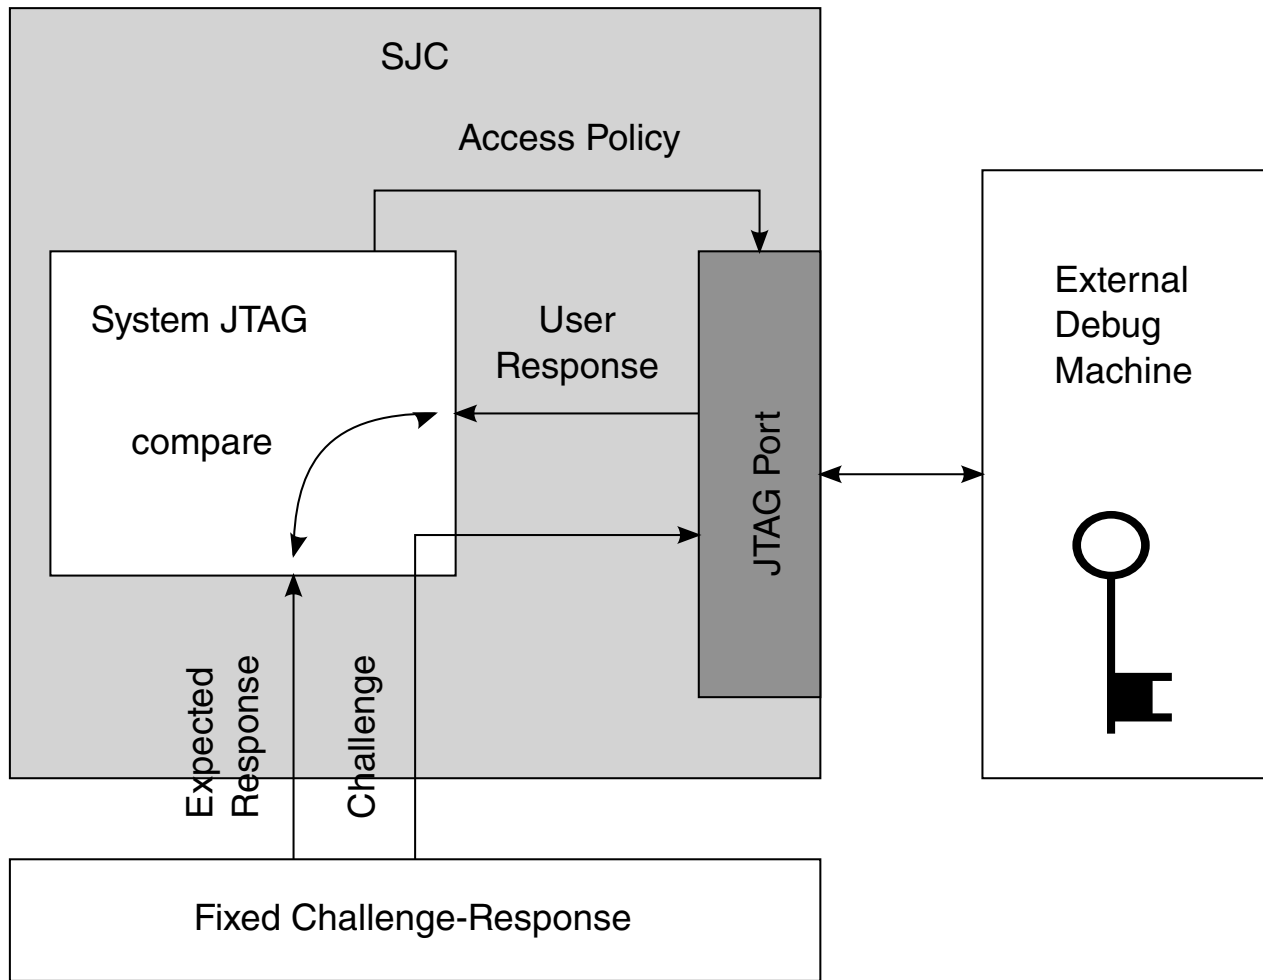 SJC
Access Policy
System JTAG
User
Response
External
Debug
Machine
compare
JTAG Port
Expected
Response
Challenge
Fixed Challenge-Response